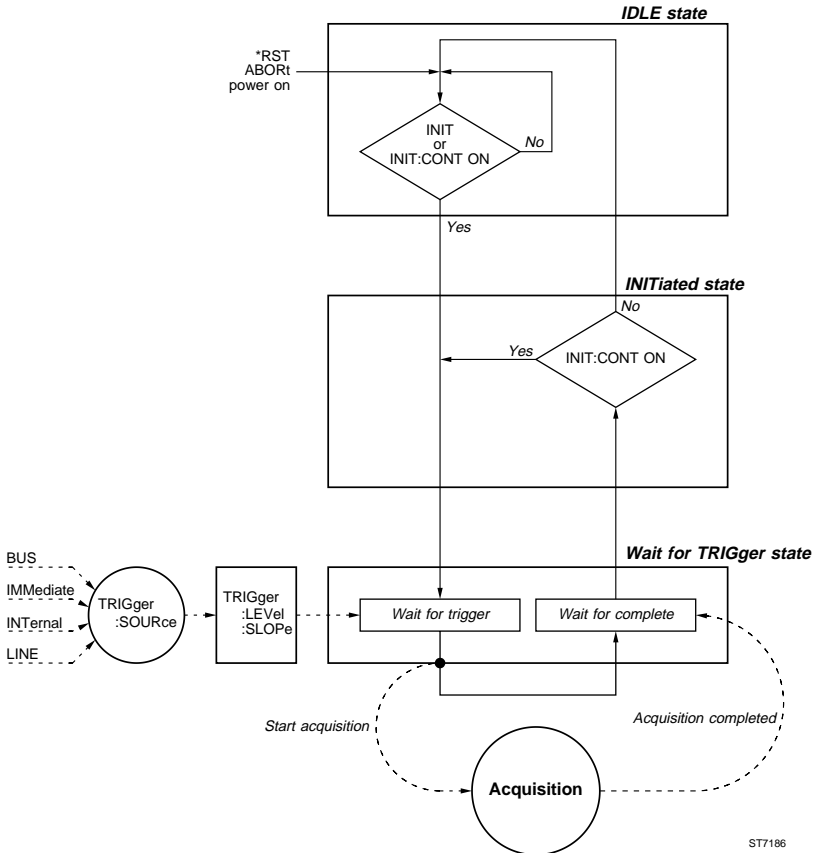 IDLE state
*RST
ABORt
power on
INIT
or
INIT:CONT ON
No
Yes
INITiated state
No
Yes
INIT:CONT ON
Wait for TRIGger state
BUS
IMMediate
INTernal
LINE
TRIGger
:SOURce
TRIGger
:LEVel
:SLOPe
Wait for trigger
Wait for complete
Start acquisition
Acquisition completed
Acquisition
ST7186